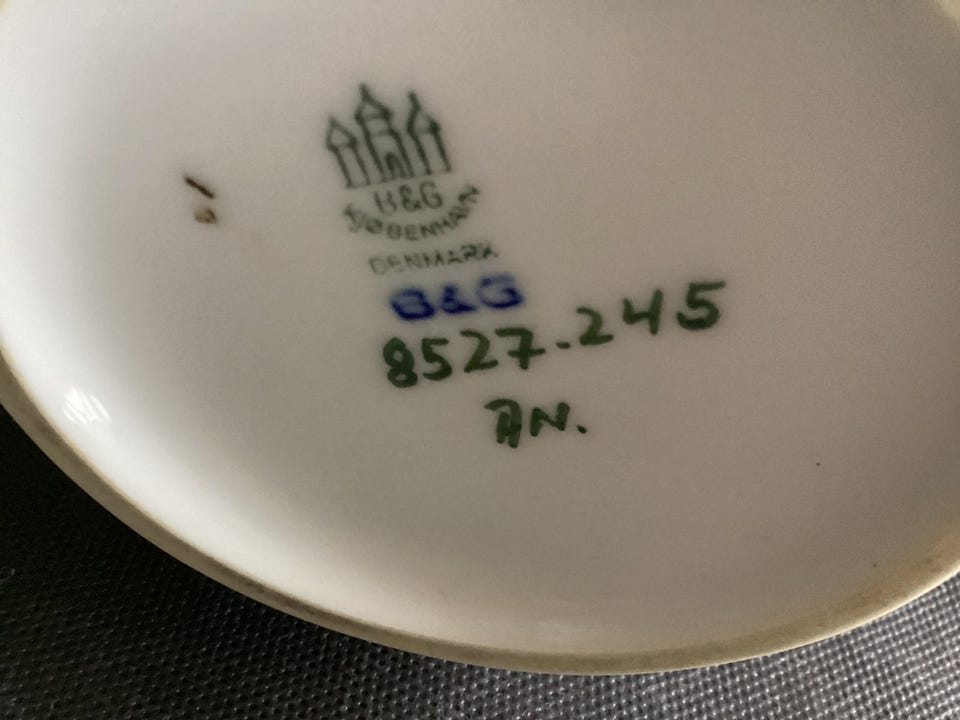 B&G
KJØBENHAVN
DENMARK
B&G
8527-245
AN.